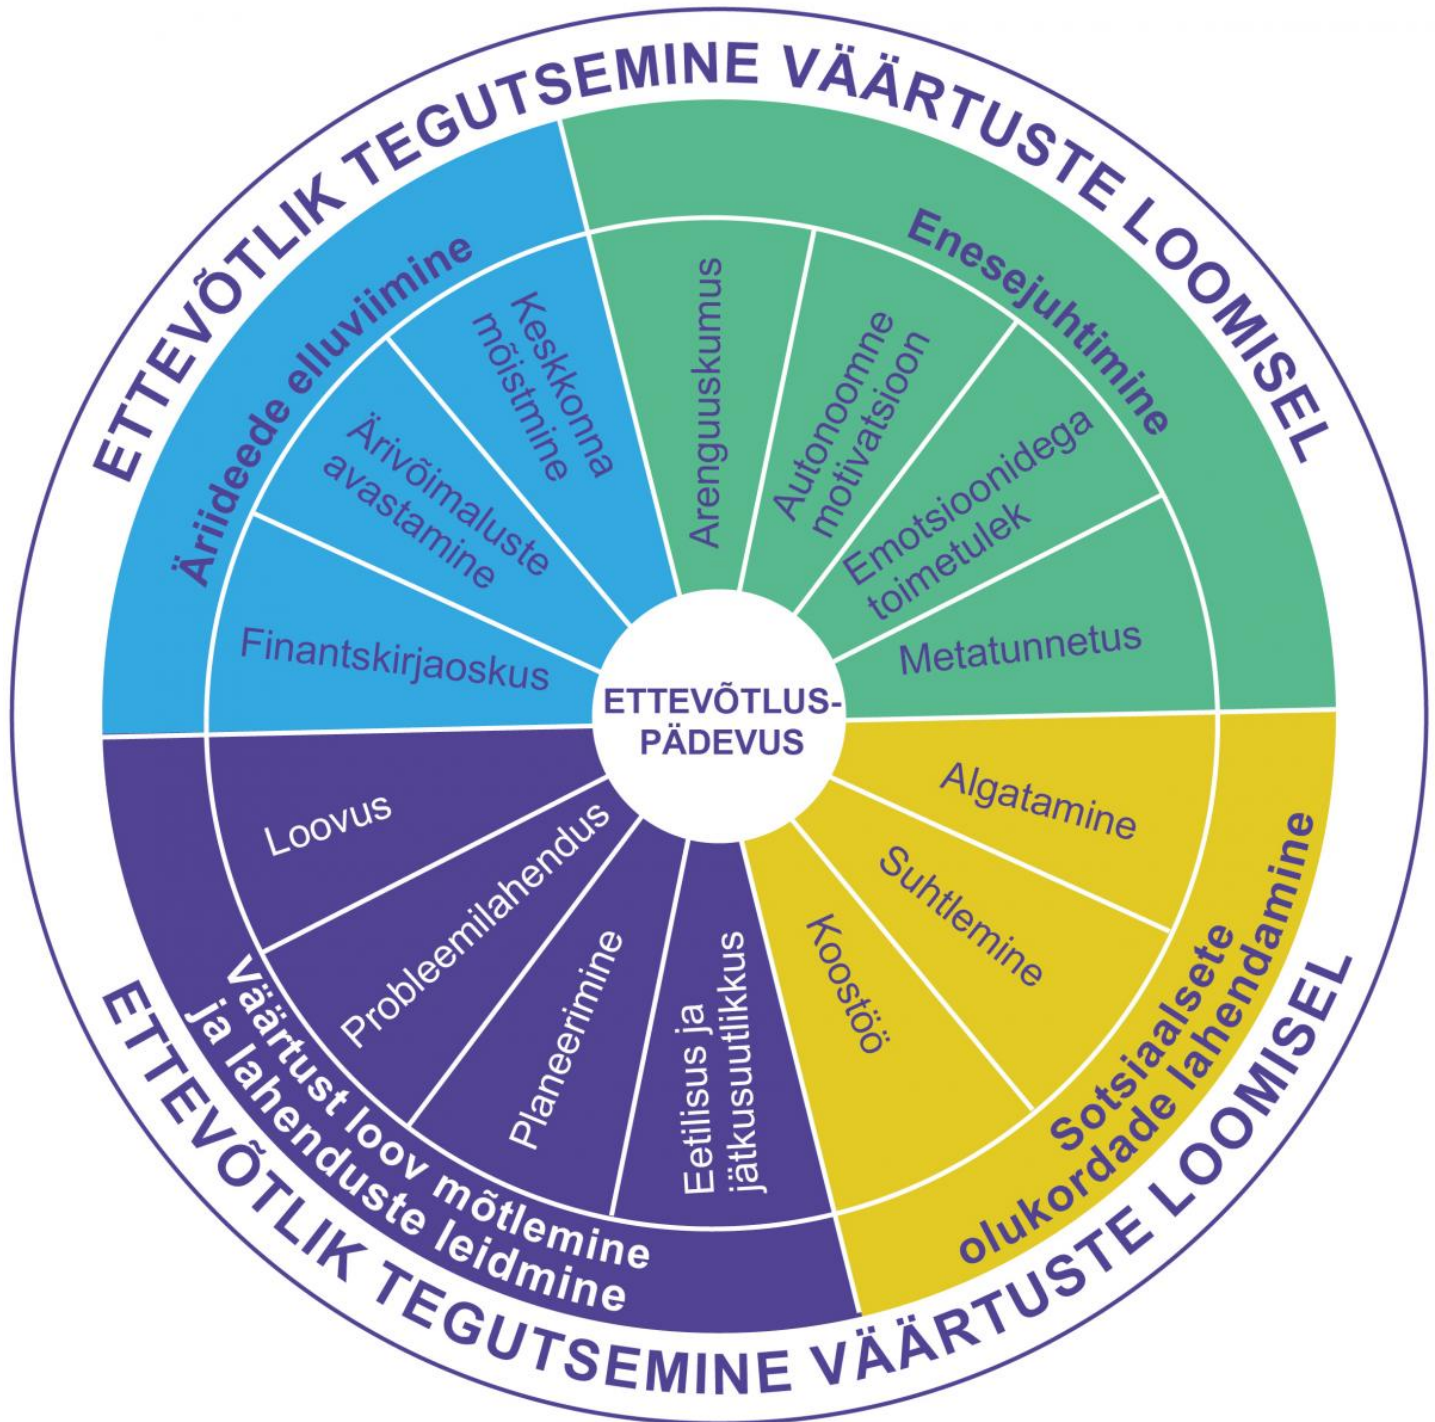 ETTEVÕTLIK TEGUTSEMINE VÄÄRTUSTE LOOMISEL
Enesejuhtimine
Arenguuskumus
Autonoomne
motivatsioon
Emotsioonidega
toimetulek
Metatunnetus
Sotsiaalsete
olukordade lahendamine
Algatamine
Suhtlemine
Koostöö
Väärtust loov mõtlemine
ja lahenduste leidmine
Eetilisus ja
jätkusuutlikkus
Planeerimine
Probleemilahendus
Loovus
Äriideede elluviimine
Finantskirjaoskus
Ärivõimaluste
avastamine
Keskkonna
mõistmine
ETTEVÕTLUS-
PÄDEVUS
ETTEVÕTLIK TEGUTSEMINE VÄÄRTUSTE LOOMISEL